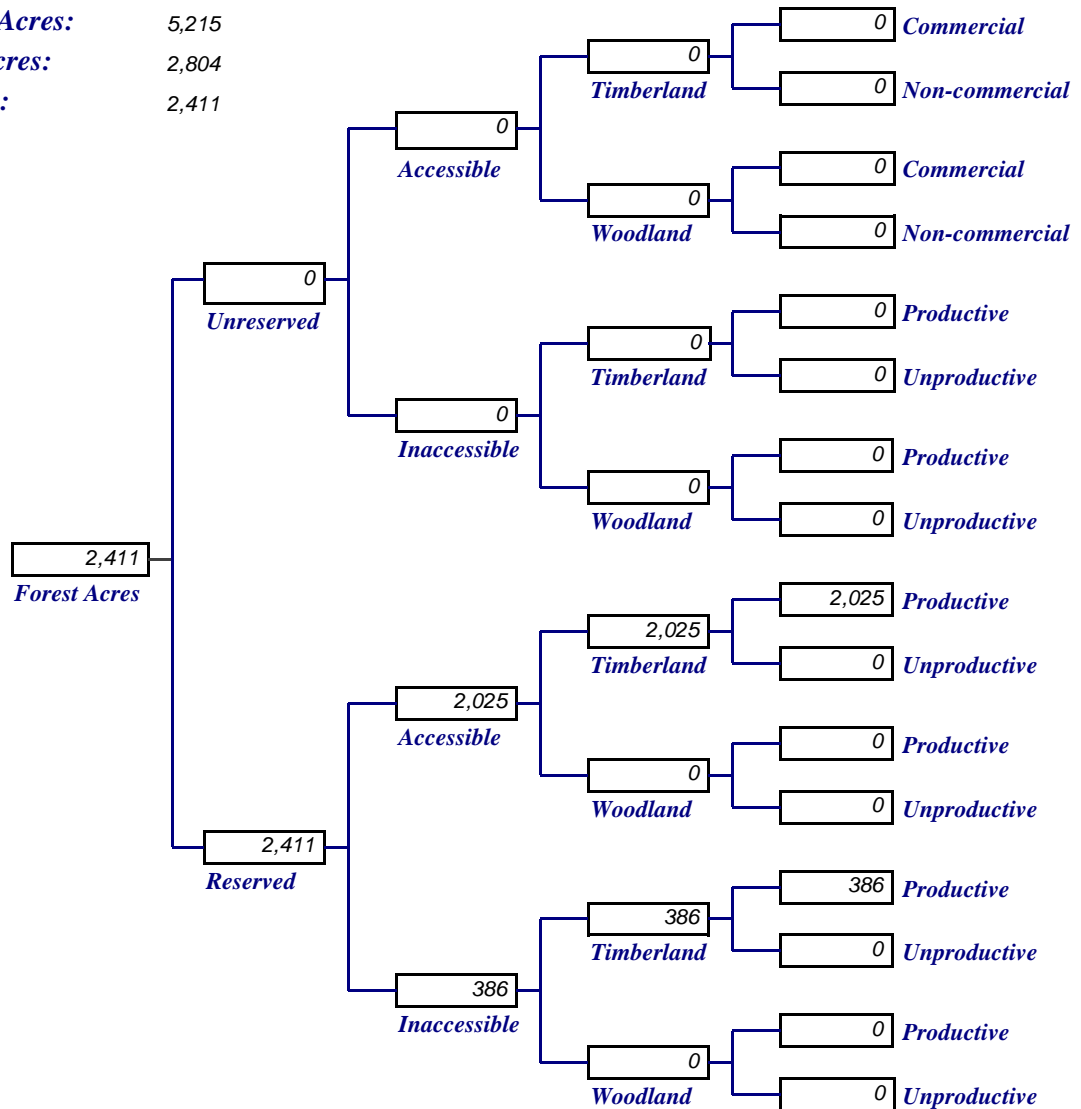 Acres: 5,215
cres: 2,804
: 2,411
0 Commercial
0
Timberland
0 Non-commercial
0
Accessible
0 Commercial
0
Woodland
0 Non-commercial
0
Unreserved
0 Productive
0
Timberland
0 Unproductive
0
Inaccessible
0 Productive
0
Woodland
0 Unproductive
2,411
Forest Acres
2,025 Productive
2,025
Timberland
0 Unproductive
2,025
Accessible
0 Productive
0
Woodland
0 Unproductive
2,411
Reserved
386 Productive
386
Timberland
0 Unproductive
386
Inaccessible
0 Productive
0
Woodland
0 Unproductive